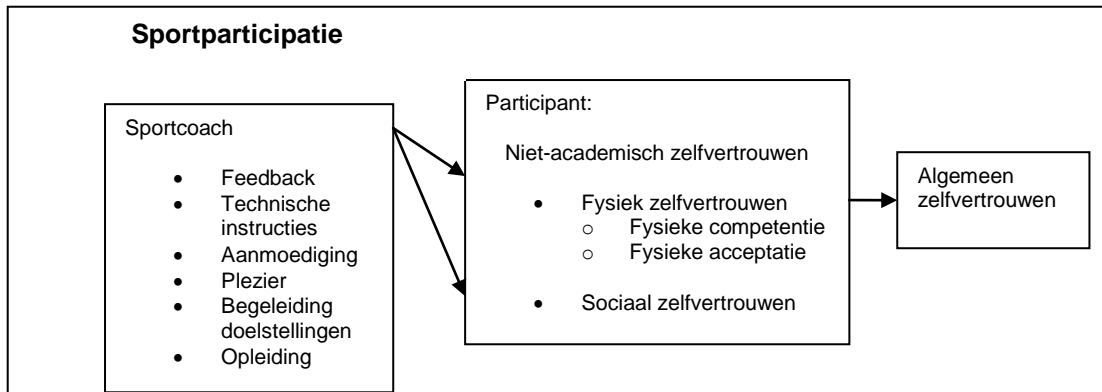 Sportparticipatie
Sportcoach
• Feedback
• Technische
instructies
• Aanmoediging
• Plezier
• Begeleiding
doelstellingen
• Opleiding
Participant:
Niet-academisch zelfvertrouwen
• Fysiek zelfvertrouwen
o Fysieke competentie
o Fysieke acceptatie
• Sociaal zelfvertrouwen
Algemeen
zelfvertrouwen